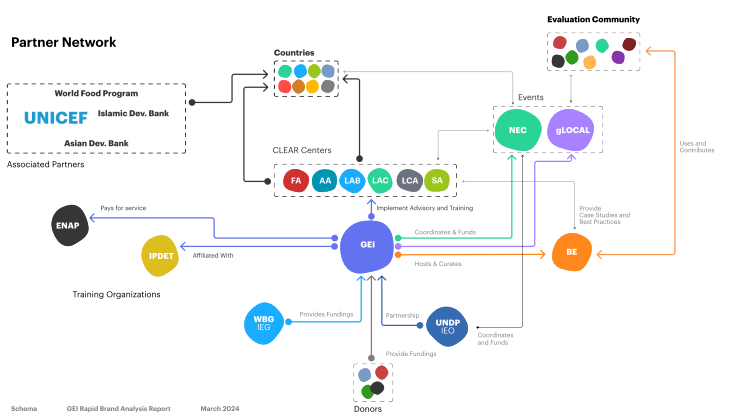 Evaluation Community
Partner Network
Countries
World Food Program
UNICEF
Islamic Dev. Bank
Asian Dev. Bank
Associated Partners
Events
NEC
gLOCAL
CLEAR Centers
FA
AA
LAB
LAC
LCA
SA
Uses and
Contributes
Pays for service
Implement Advisory and Training
Provide
Case Studies and
Best Practices
ENAP
Coordinates & Funds
GEI
IPDET
Affiliated With
BE
Hosts & Curates
Training Organizations
WBG
IEG
Provides Fundings
Partnership
UNDP
IEO
Coordinates
and Funds
Provide Fundings
Donors
Schema
GEI Rapid Brand Analysis Report
March 2024